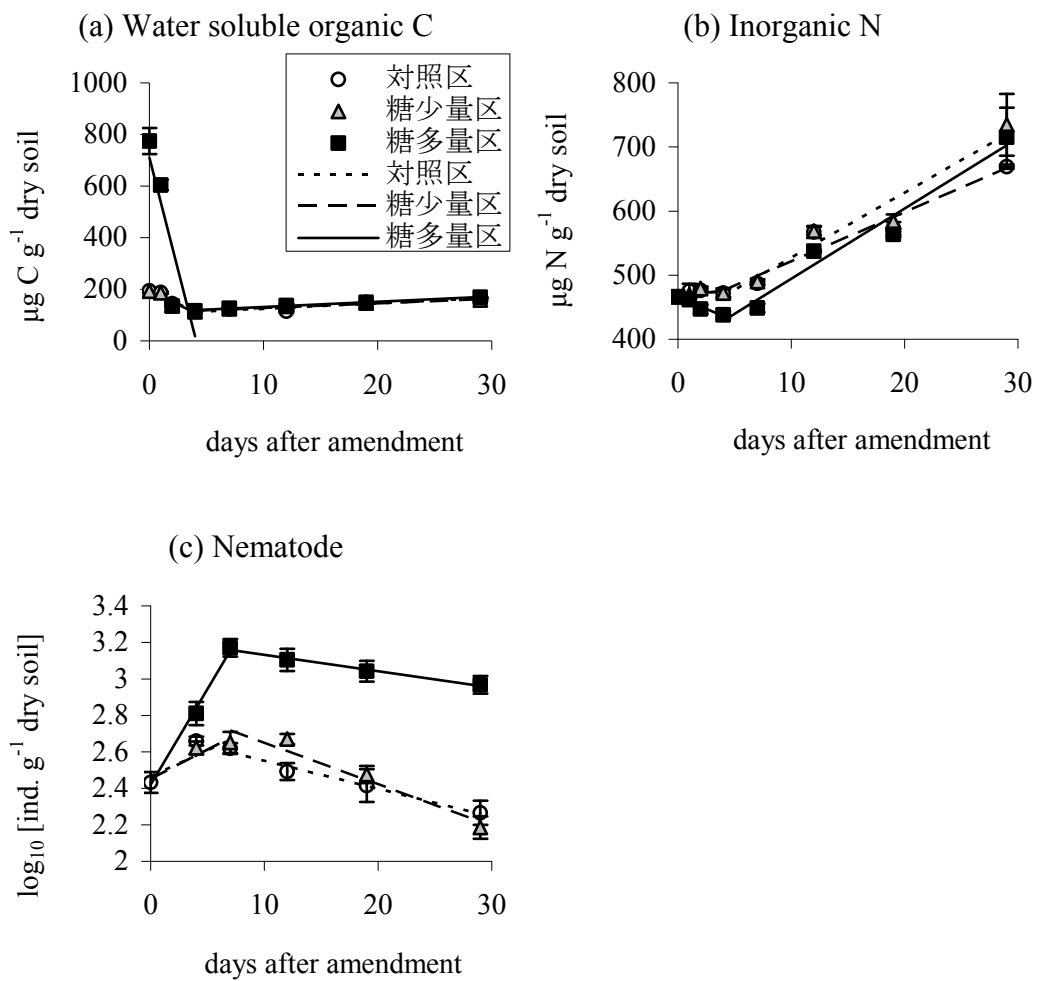 (a) Water soluble organic C
1000
800
600
400
200
0
µg C g⁻¹ dry soil
0 10 20 30
days after amendment
対照区
糖少量区
糖多量区
対照区
糖少量区
糖多量区
(b) Inorganic N
800
700
600
500
400
µg N g⁻¹ dry soil
0 10 20 30
days after amendment
(c) Nematode
3.4
3.2
3
2.8
2.6
2.4
2.2
2
log₁₀ [ind. g⁻¹ dry soil]
0 10 20 30
days after amendment